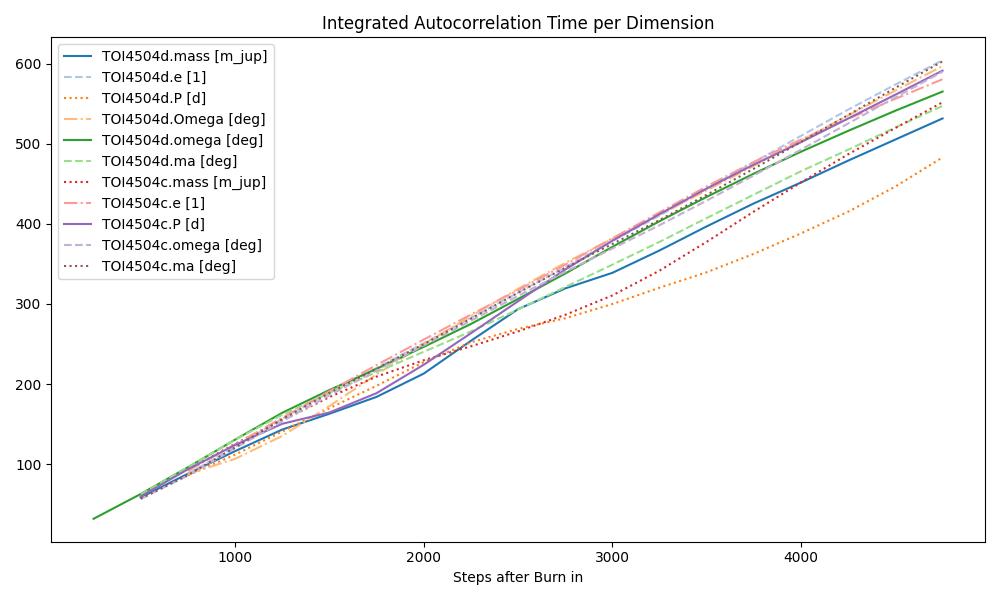 Integrated Autocorrelation Time per Dimension
TOI4504d.mass [m_jup]
TOI4504d.e [1]
TOI4504d.P [d]
TOI4504d.Omega [deg]
TOI4504d.omega [deg]
TOI4504d.ma [deg]
TOI4504c.mass [m_jup]
TOI4504c.e [1]
TOI4504c.P [d]
TOI4504c.omega [deg]
TOI4504c.ma [deg]
600
500
400
300
200
100
1000 2000 3000 4000
Steps after Burn in